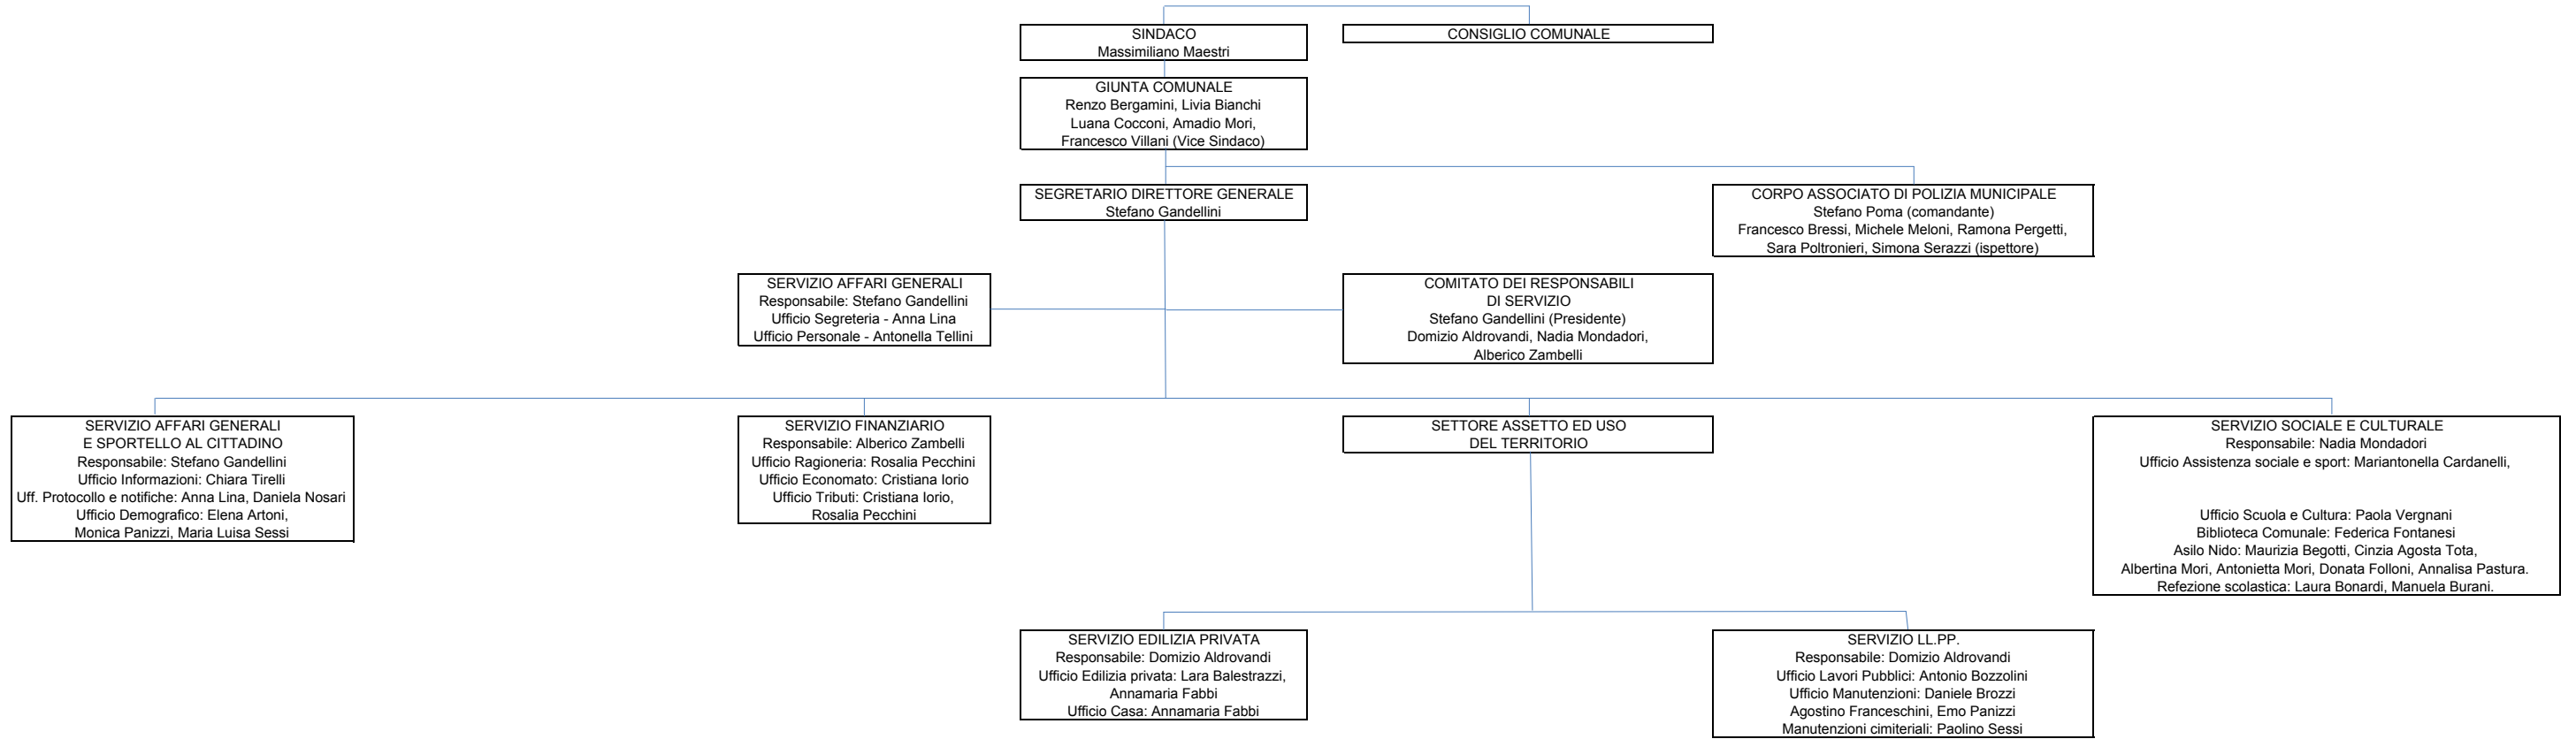 SINDACO
Massimiliano Maestri
CONSIGLIO COMUNALE
GIUNTA COMUNALE
Renzo Bergamini, Livia Bianchi
Luana Cocconi, Amadio Mori,
Francesco Villani (Vice Sindaco)
SEGRETARIO DIRETTORE GENERALE
Stefano Gandellini
CORPO ASSOCIATO DI POLIZIA MUNICIPALE
Stefano Poma (comandante)
Francesco Bressi, Michele Meloni, Ramona Pergetti,
Sara Poltronieri, Simona Serazzi (ispettore)
SERVIZIO AFFARI GENERALI
Responsabile: Stefano Gandellini
Ufficio Segreteria - Anna Lina
Ufficio Personale - Antonella Tellini
COMITATO DEI RESPONSABILI
DI SERVIZIO
Stefano Gandellini (Presidente)
Domizio Aldrovandi, Nadia Mondadori,
Alberico Zambelli
SERVIZIO AFFARI GENERALI
E SPORTELLO AL CITTADINO
Responsabile: Stefano Gandellini
Ufficio Informazioni: Chiara Tirelli
Uff. Protocollo e notifiche: Anna Lina, Daniela Nosari
Ufficio Demografico: Elena Artoni,
Monica Panizzi, Maria Luisa Sessi
SERVIZIO FINANZIARIO
Responsabile: Alberico Zambelli
Ufficio Ragioneria: Rosalia Pecchini
Ufficio Economato: Cristiana Iorio
Ufficio Tributi: Cristiana Iorio,
Rosalia Pecchini
SETTORE ASSETTO ED USO
DEL TERRITORIO
SERVIZIO SOCIALE E CULTURALE
Responsabile: Nadia Mondadori
Ufficio Assistenza sociale e sport: Mariantonella Cardanelli,
Ufficio Scuola e Cultura: Paola Vergnani
Biblioteca Comunale: Federica Fontanesi
Asilo Nido: Maurizia Begotti, Cinzia Agosta Tota,
Albertina Mori, Antonietta Mori, Donata Folloni, Annalisa Pastura.
Refezione scolastica: Laura Bonardi, Manuela Burani.
SERVIZIO EDILIZIA PRIVATA
Responsabile: Domizio Aldrovandi
Ufficio Edilizia privata: Lara Balestrazzi,
Annamaria Fabbi
Ufficio Casa: Annamaria Fabbi
SERVIZIO LL.PP.
Responsabile: Domizio Aldrovandi
Ufficio Lavori Pubblici: Antonio Bozzolini
Ufficio Manutenzioni: Daniele Brozzi
Agostino Franceschini, Emo Panizzi
Manutenzioni cimiteriali: Paolino Sessi